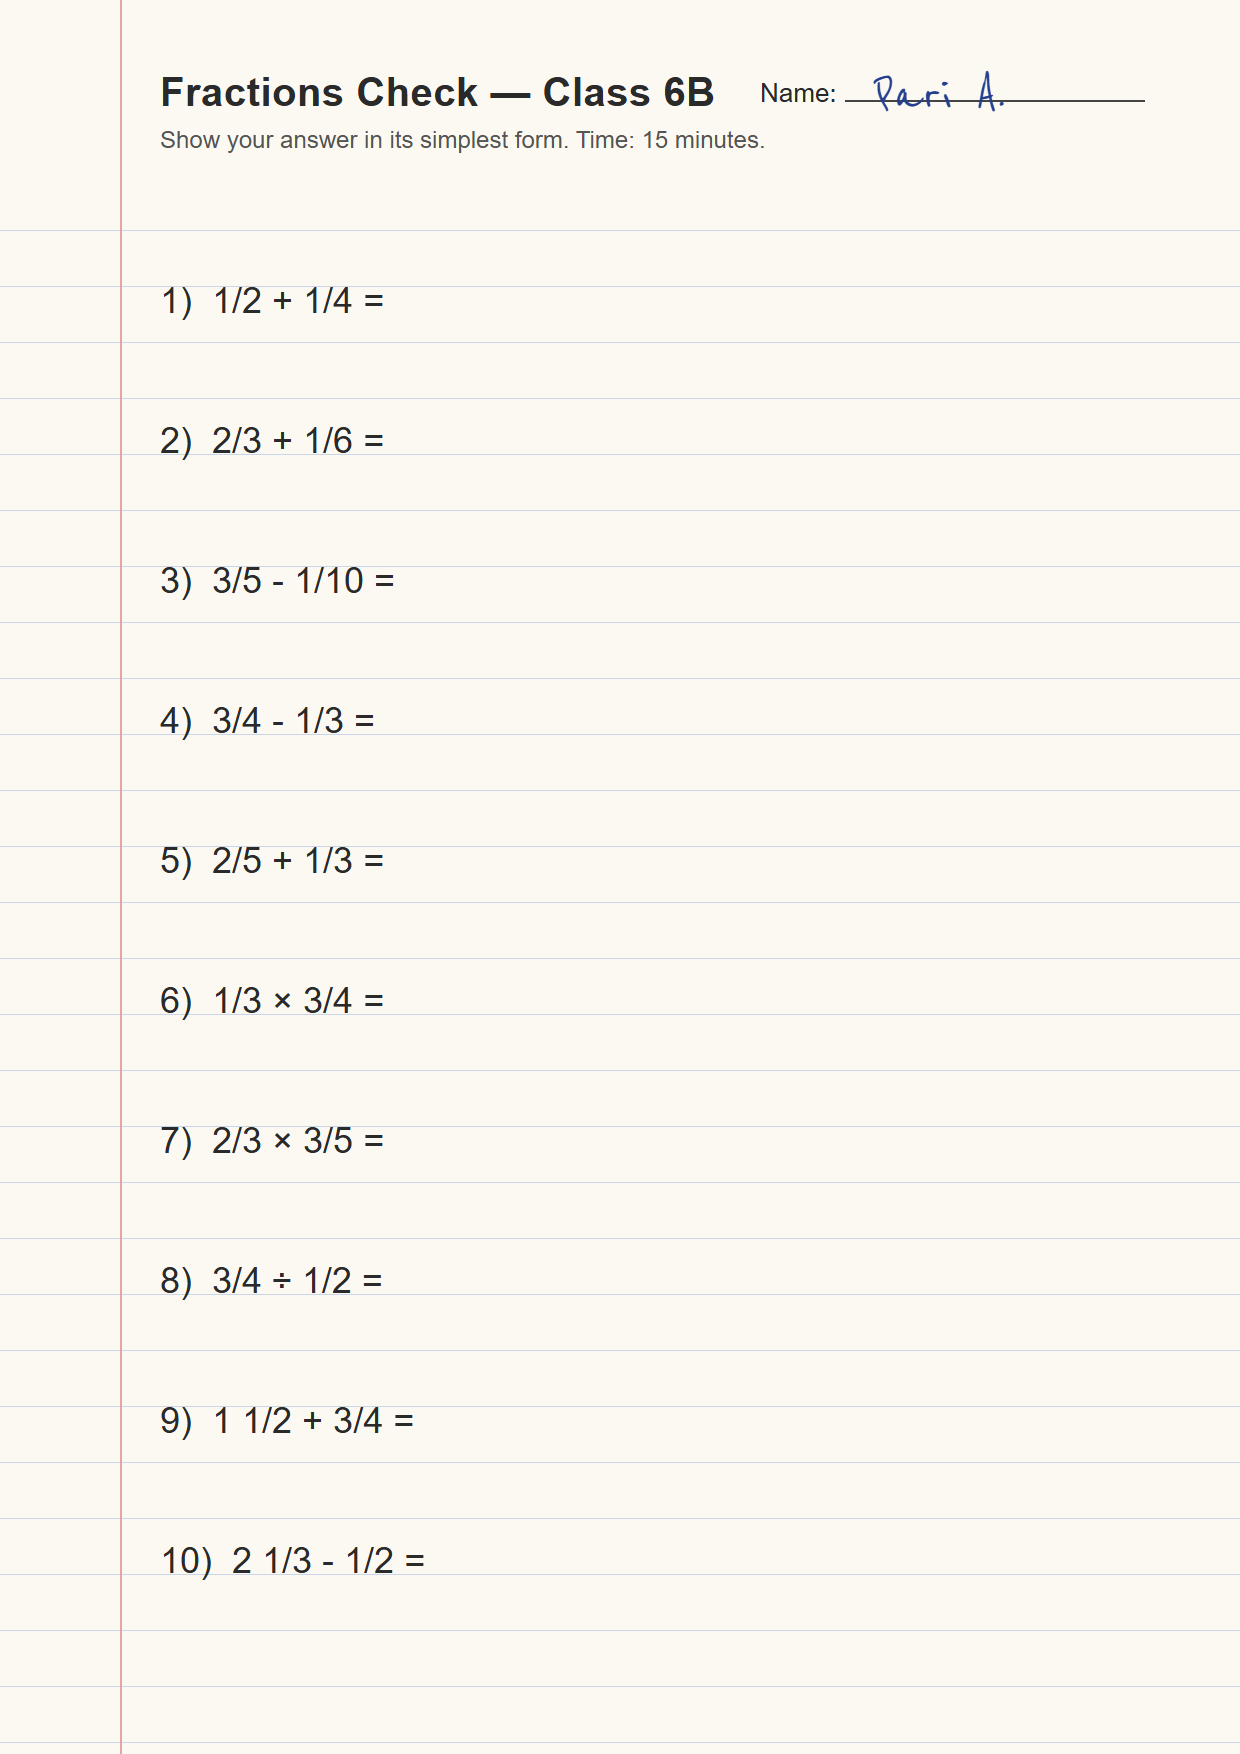 Fractions Check — Class 6B Name: Pari A.
Show your answer in its simplest form. Time: 15 minutes.
1) 1/2 + 1/4 =
2) 2/3 + 1/6 =
3) 3/5 - 1/10 =
4) 3/4 - 1/3 =
5) 2/5 + 1/3 =
6) 1/3 × 3/4 =
7) 2/3 × 3/5 =
8) 3/4 ÷ 1/2 =
9) 1 1/2 + 3/4 =
10) 2 1/3 - 1/2 =